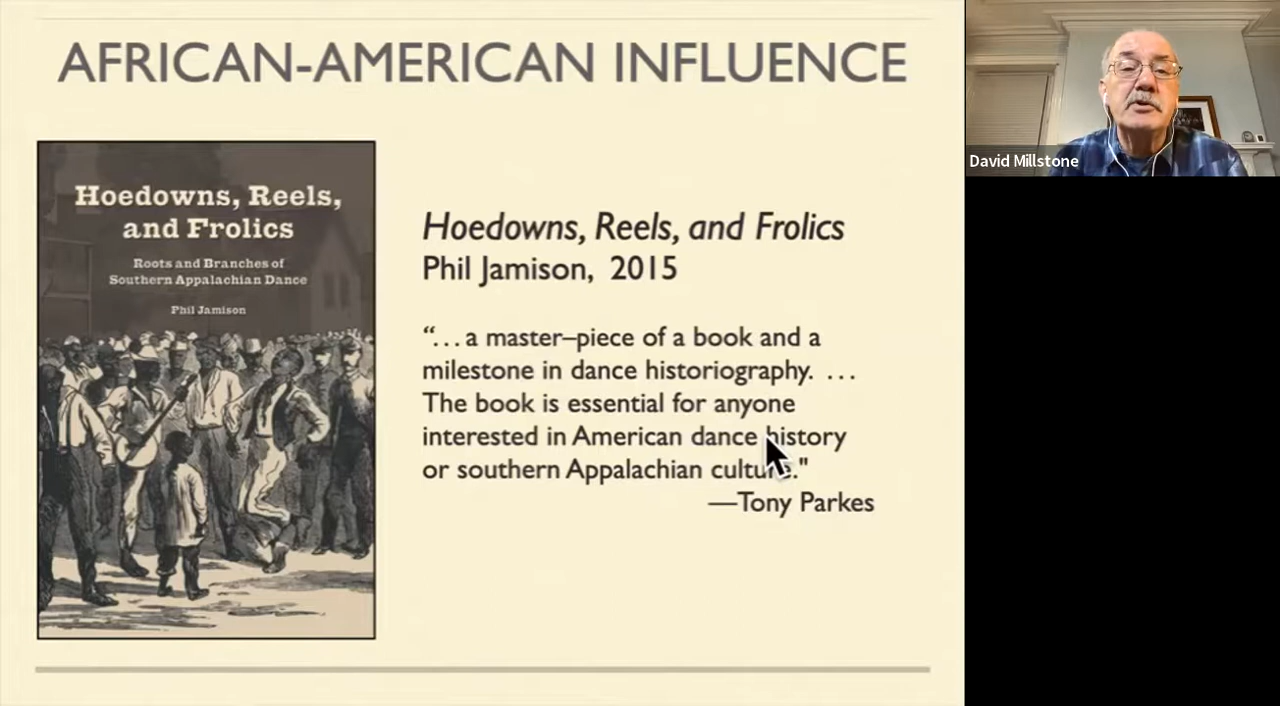 AFRICAN-AMERICAN INFLUENCE
Hoedowns, Reels,
and Frolics
Roots and Branches of
Southern Appalachian Dance
Phil Jamison
Hoedowns, Reels, and Frolics
Phil Jamison, 2015
“…a master–piece of a book and a
milestone in dance historiography. …
The book is essential for anyone
interested in American dance history
or southern Appalachian culture."
—Tony Parkes
David Millstone